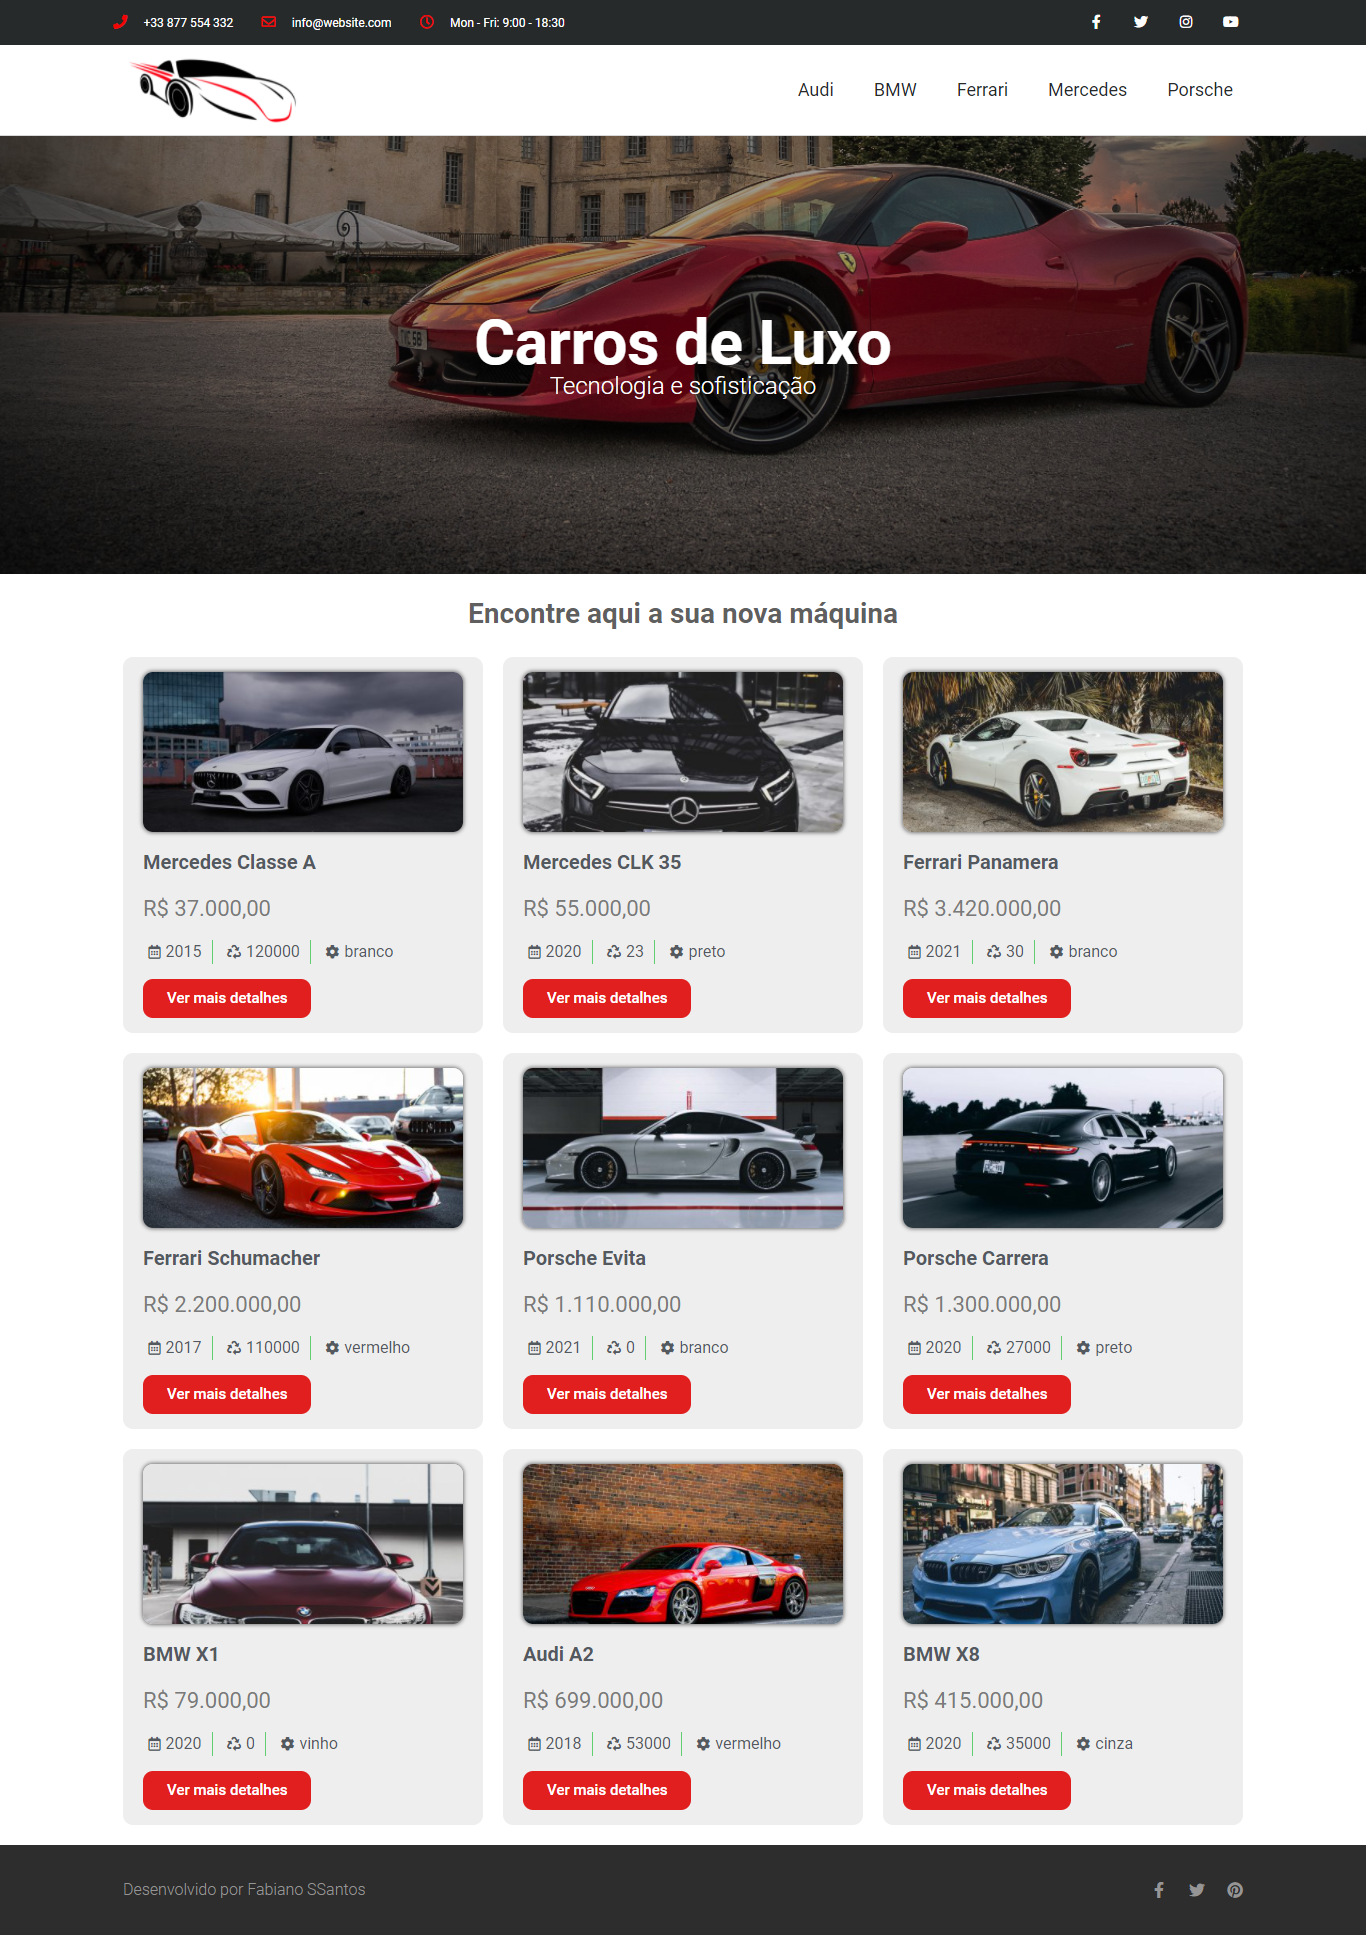 +33 877 554 332 info@website.com Mon - Fri: 9:00 - 18:30
Audi BMW Ferrari Mercedes Porsche
Carros de Luxo
Tecnologia e sofisticação
Encontre aqui a sua nova máquina
Mercedes Classe A
R$ 37.000,00
2015 120000 branco
Ver mais detalhes
Mercedes CLK 35
R$ 55.000,00
2020 23 preto
Ver mais detalhes
Ferrari Panamera
R$ 3.420.000,00
2021 30 branco
Ver mais detalhes
Ferrari Schumacher
R$ 2.200.000,00
2017 110000 vermelho
Ver mais detalhes
Porsche Evita
R$ 1.110.000,00
2021 0 branco
Ver mais detalhes
Porsche Carrera
R$ 1.300.000,00
2020 27000 preto
Ver mais detalhes
BMW X1
R$ 79.000,00
2020 0 vinho
Ver mais detalhes
Audi A2
R$ 699.000,00
2018 53000 vermelho
Ver mais detalhes
BMW X8
R$ 415.000,00
2020 35000 cinza
Ver mais detalhes
Desenvolvido por Fabiano SSantos